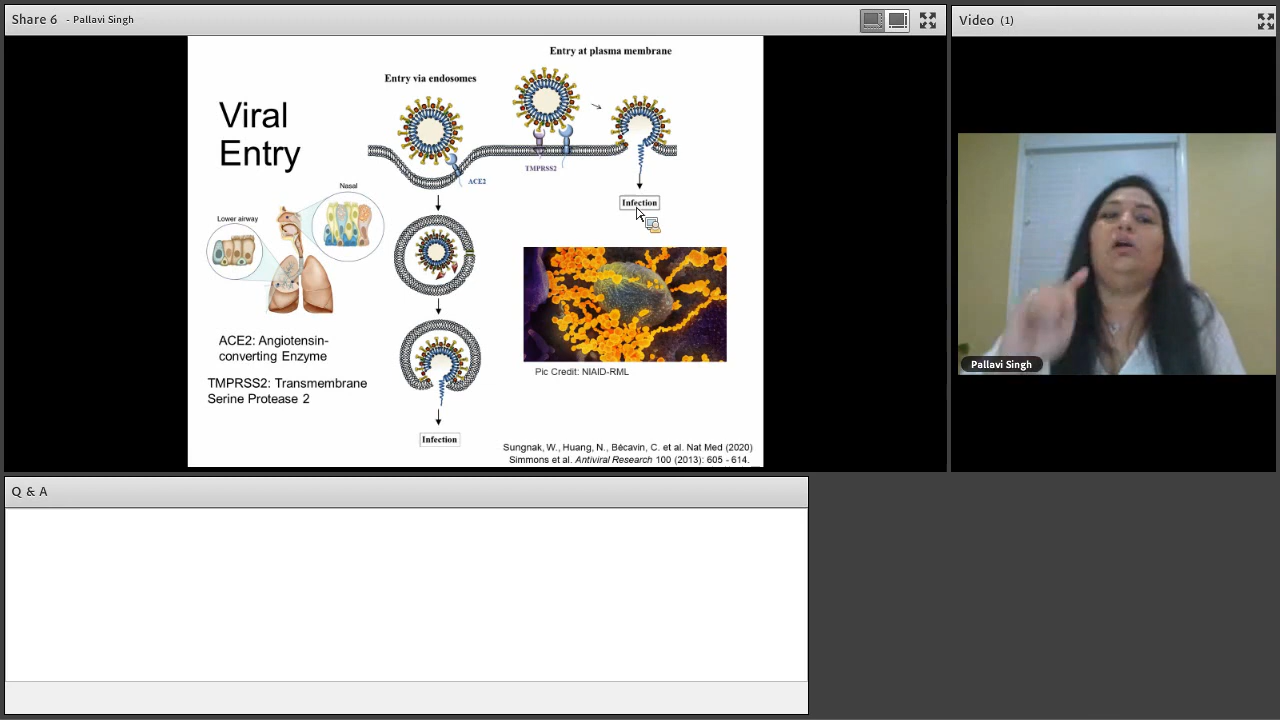 Share 6 - Pallavi Singh
Video (1)
Entry at plasma membrane
Entry via endosomes
Viral
Entry
TMPRSS2
ACE2
Nasal
Lower airway
Infection
ACE2: Angiotensin-
converting Enzyme
TMPRSS2: Transmembrane
Serine Protease 2
Pic Credit: NIAID-RML
Infection
Sungnak, W., Huang, N., Bécavin, C. et al. Nat Med (2020)
Simmons et al. Antiviral Research 100 (2013): 605 - 614.
Pallavi Singh
Q & A